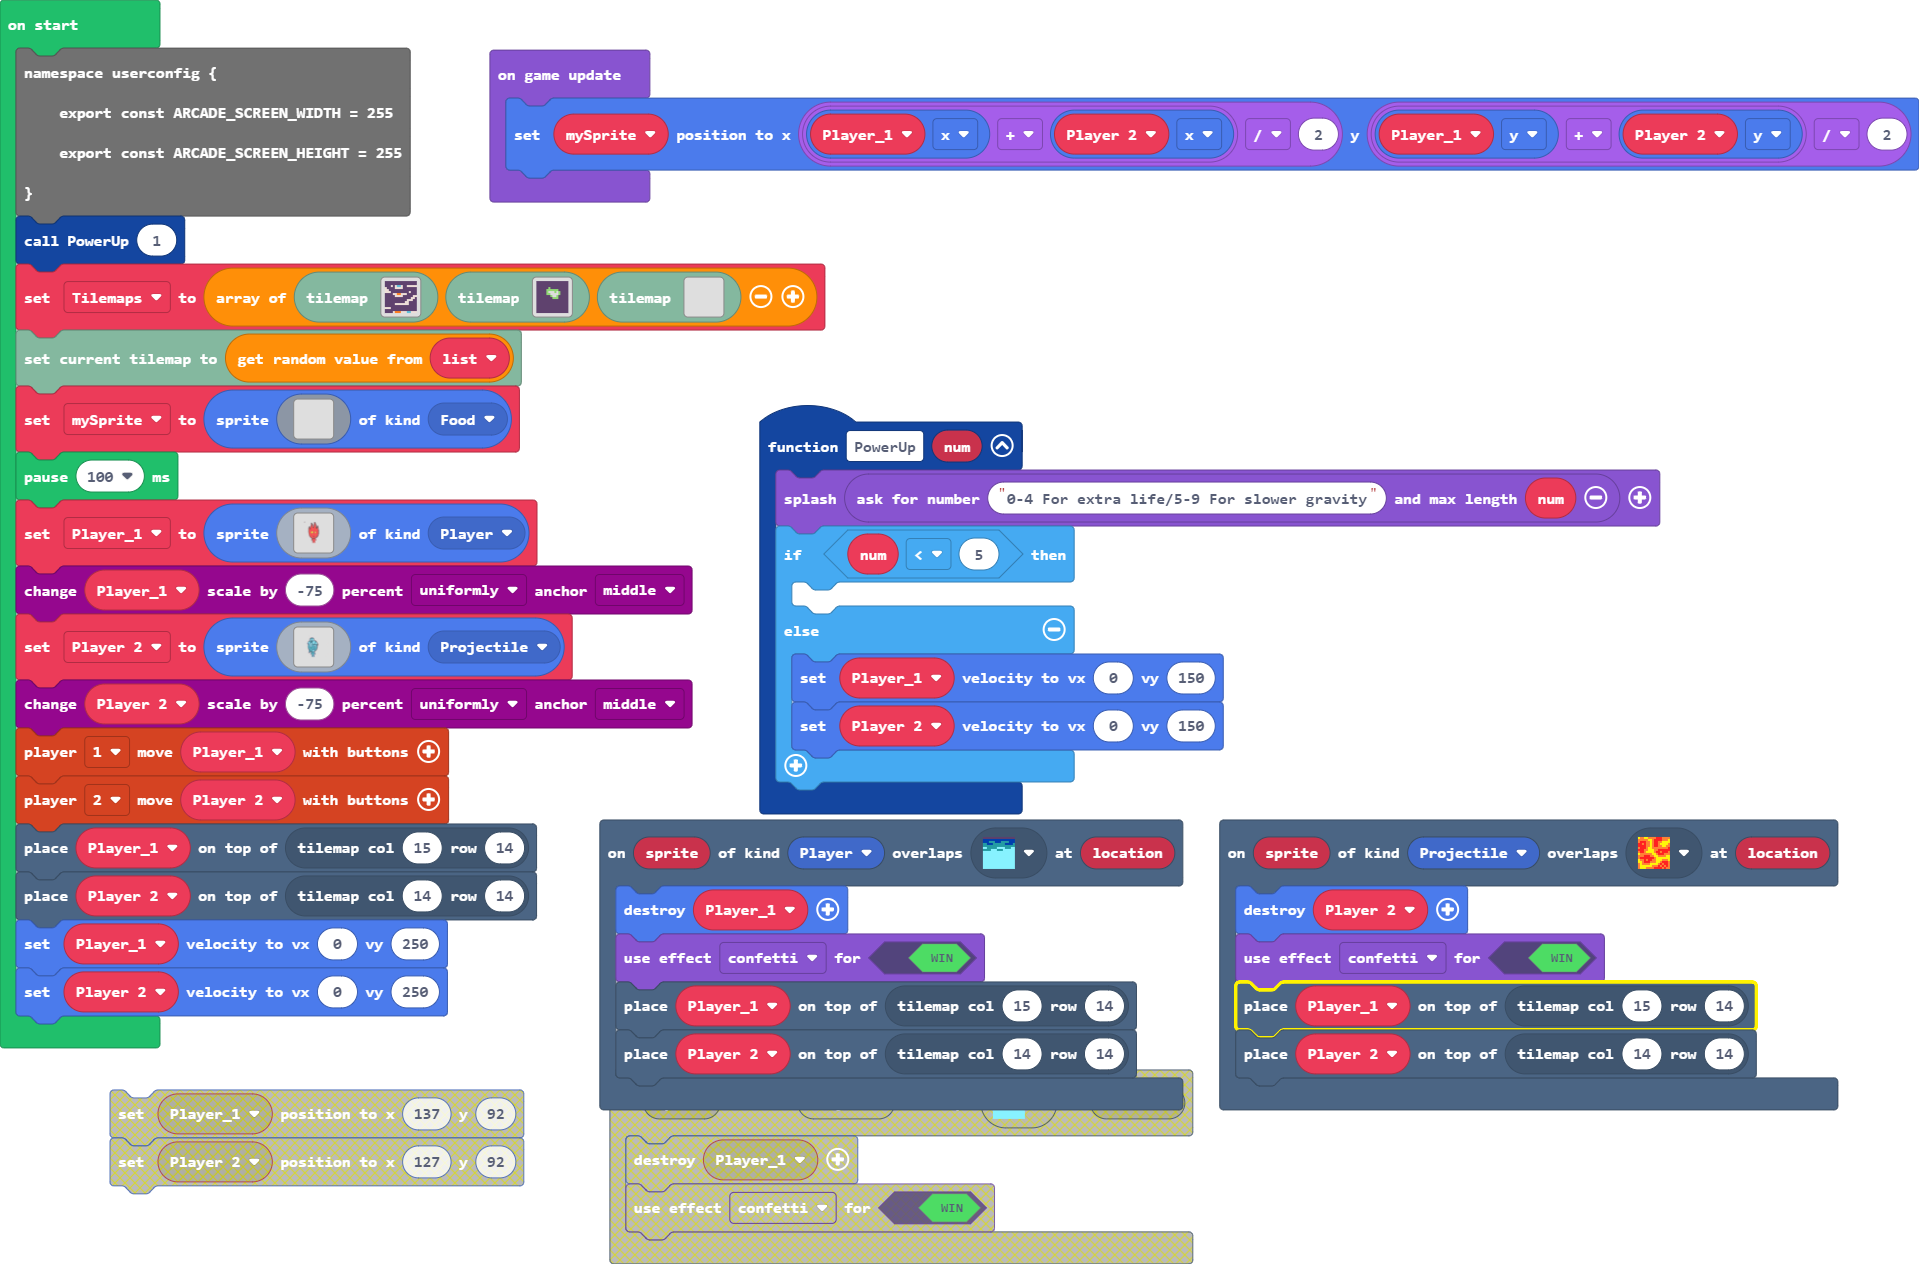 on start
namespace userconfig {
export const ARCADE_SCREEN_WIDTH = 255
export const ARCADE_SCREEN_HEIGHT = 255
}
call PowerUp 1
set Tilemaps to array of tilemap tilemap tilemap
set current tilemap to get random value from list
set mySprite to sprite of kind Food
pause 100 ms
set Player_1 to sprite of kind Player
change Player_1 scale by -75 percent uniformly anchor middle
set Player 2 to sprite of kind Projectile
change Player 2 scale by -75 percent uniformly anchor middle
player 1 move Player_1 with buttons
player 2 move Player 2 with buttons
place Player_1 on top of tilemap col 15 row 14
place Player 2 on top of tilemap col 14 row 14
set Player_1 velocity to vx 0 vy 250
set Player 2 velocity to vx 0 vy 250
on game update
set mySprite position to x Player_1 x + Player 2 x / 2 y Player_1 y + Player 2 y / 2
function PowerUp num
splash ask for number "0-4 For extra life/5-9 For slower gravity" and max length num
if num < 5 then
else
set Player_1 velocity to vx 0 vy 150
set Player 2 velocity to vx 0 vy 150
on sprite of kind Player overlaps at location
destroy Player_1
use effect confetti for WIN
place Player_1 on top of tilemap col 15 row 14
place Player 2 on top of tilemap col 14 row 14
on sprite of kind Projectile overlaps at location
destroy Player 2
use effect confetti for WIN
place Player_1 on top of tilemap col 15 row 14
place Player 2 on top of tilemap col 14 row 14
set Player_1 position to x 137 y 92
set Player 2 position to x 127 y 92
destroy Player_1
use effect confetti for WIN